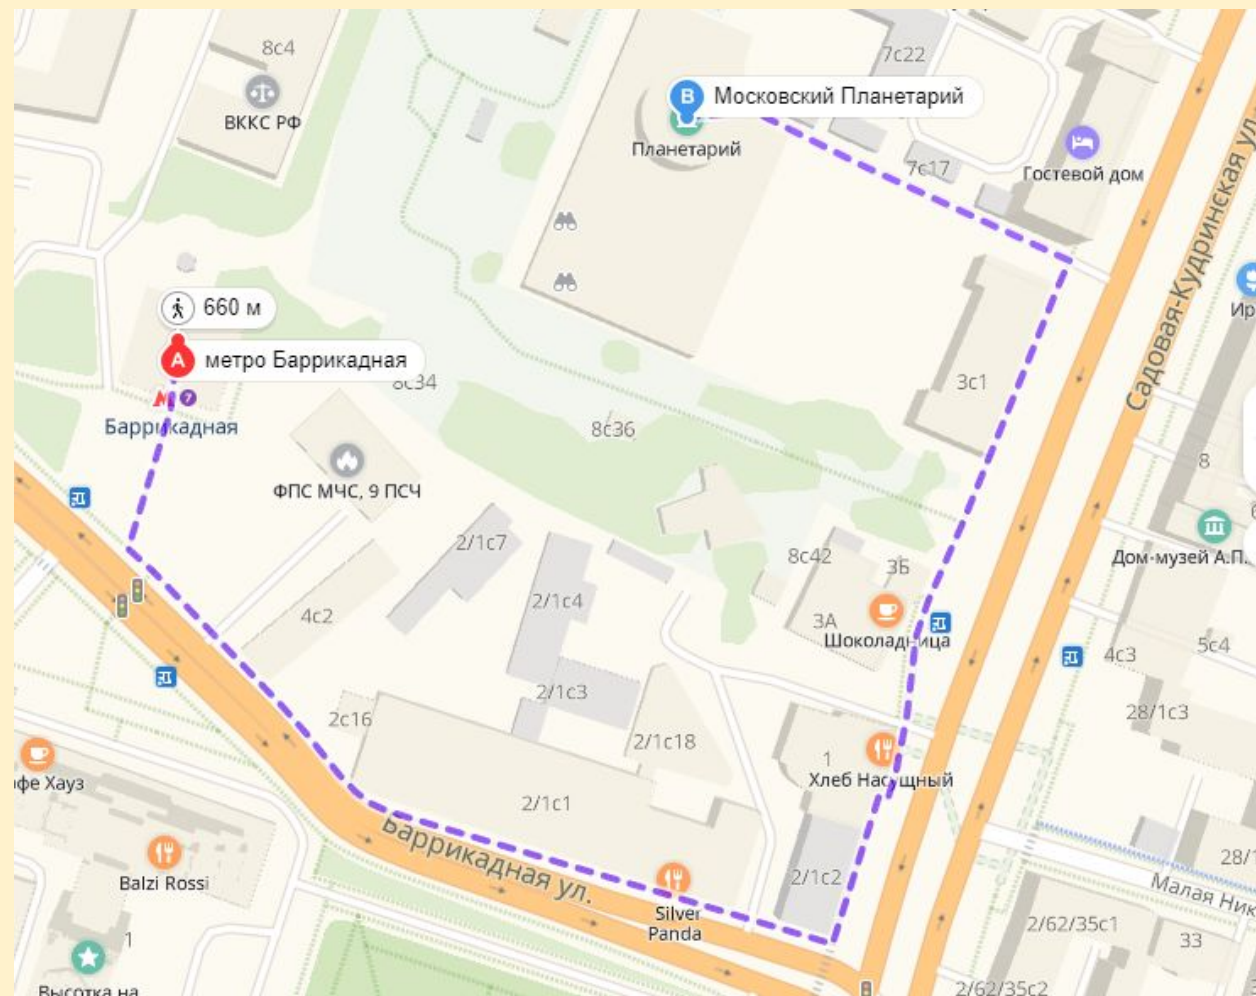 8с4
7с22
B Московский Планетарий
ВККС РФ
Планетарий
7с17
Гостевой дом
Садовая-Кудринская ул.
660 м
A метро Баррикадная
8с34
3с1
7
Баррикадная
8с36
8
ФПС МЧС, 9 ПСЧ
2/1с7
Дом-музей А.П.
8с42
3Б
2/1с4
4с2
3А
Шоколадница
4с3
5с4
2/1с3
28/1с3
2с16
2/1с18
1
Хлеб Насущный
2/1с1
Баррикадная ул.
Balzi Rossi
Silver
Panda
2/1с2
Малая Ник
2/62/35с1
33
1
Высотка на
2/62/35с2